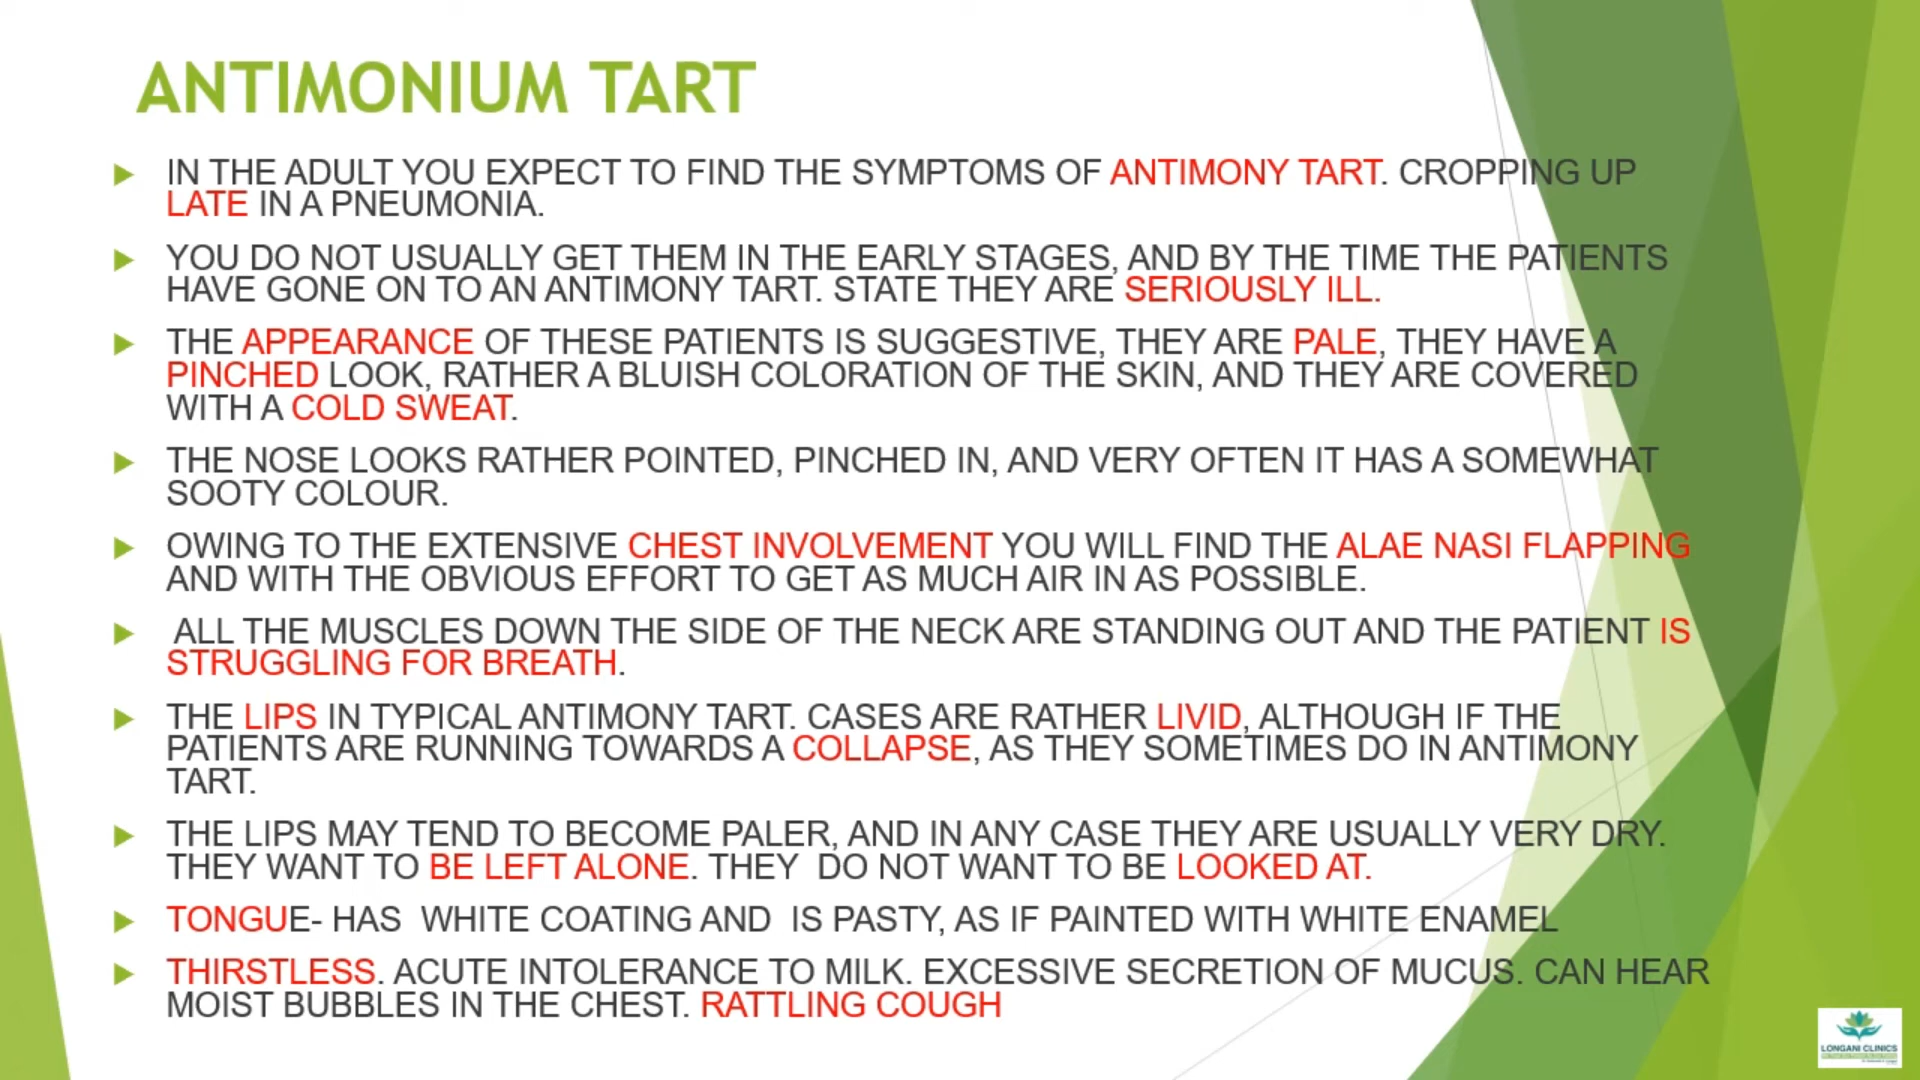 ANTIMONIUM TART
IN THE ADULT YOU EXPECT TO FIND THE SYMPTOMS OF ANTIMONY TART. CROPPING UP
LATE IN A PNEUMONIA.
YOU DO NOT USUALLY GET THEM IN THE EARLY STAGES, AND BY THE TIME THE PATIENTS
HAVE GONE ON TO AN ANTIMONY TART. STATE THEY ARE SERIOUSLY ILL.
THE APPEARANCE OF THESE PATIENTS IS SUGGESTIVE, THEY ARE PALE, THEY HAVE A
PINCHED LOOK, RATHER A BLUISH COLORATION OF THE SKIN, AND THEY ARE COVERED
WITH A COLD SWEAT.
THE NOSE LOOKS RATHER POINTED, PINCHED IN, AND VERY OFTEN IT HAS A SOMEWHAT
SOOTY COLOUR.
OWING TO THE EXTENSIVE CHEST INVOLVEMENT YOU WILL FIND THE ALAE NASI FLAPPING
AND WITH THE OBVIOUS EFFORT TO GET AS MUCH AIR IN AS POSSIBLE.
ALL THE MUSCLES DOWN THE SIDE OF THE NECK ARE STANDING OUT AND THE PATIENT IS
STRUGGLING FOR BREATH.
THE LIPS IN TYPICAL ANTIMONY TART. CASES ARE RATHER LIVID, ALTHOUGH IF THE
PATIENTS ARE RUNNING TOWARDS A COLLAPSE, AS THEY SOMETIMES DO IN ANTIMONY
TART.
THE LIPS MAY TEND TO BECOME PALER, AND IN ANY CASE THEY ARE USUALLY VERY DRY.
THEY WANT TO BE LEFT ALONE. THEY DO NOT WANT TO BE LOOKED AT.
TONGUE- HAS WHITE COATING AND IS PASTY, AS IF PAINTED WITH WHITE ENAMEL
THIRSTLESS. ACUTE INTOLERANCE TO MILK. EXCESSIVE SECRETION OF MUCUS. CAN HEAR
MOIST BUBBLES IN THE CHEST. RATTLING COUGH
LONGANI CLINICS